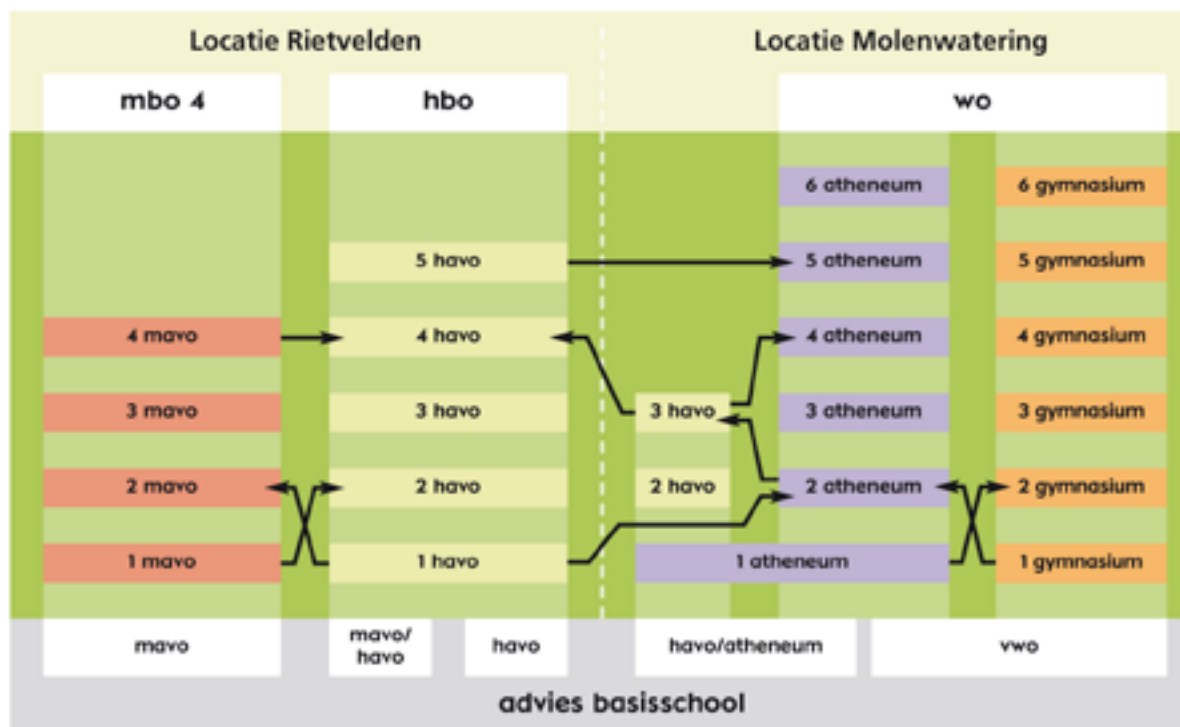 Locatie Rietvelden
Locatie Molenwatering
mbo 4
hbo
wo
6 atheneum
6 gymnasium
5 havo
5 atheneum
5 gymnasium
4 mavo
4 havo
4 atheneum
4 gymnasium
3 mavo
3 havo
3 havo
3 atheneum
3 gymnasium
2 mavo
2 havo
2 havo
2 atheneum
2 gymnasium
1 mavo
1 havo
1 atheneum
1 gymnasium
mavo
mavo/
havo
havo
havo/atheneum
vwo
advies basisschool